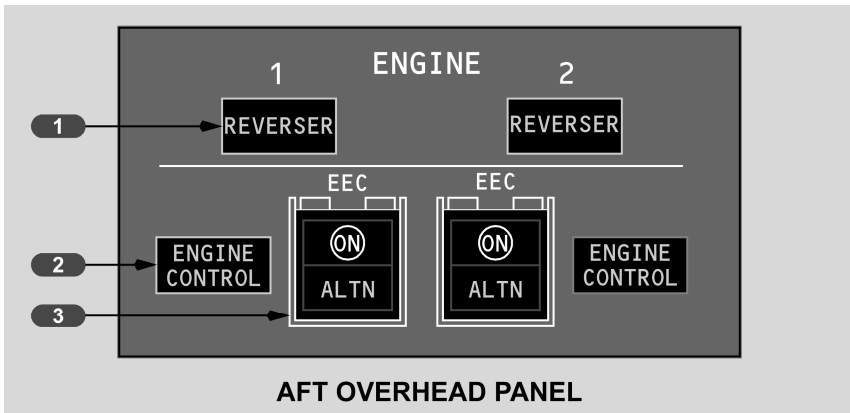 ENGINE
1 2
REVERSER REVERSER
1
EEC EEC
ON ON
ENGINE CONTROL ENGINE CONTROL
2
ALTN ALTN
3
AFT OVERHEAD PANEL